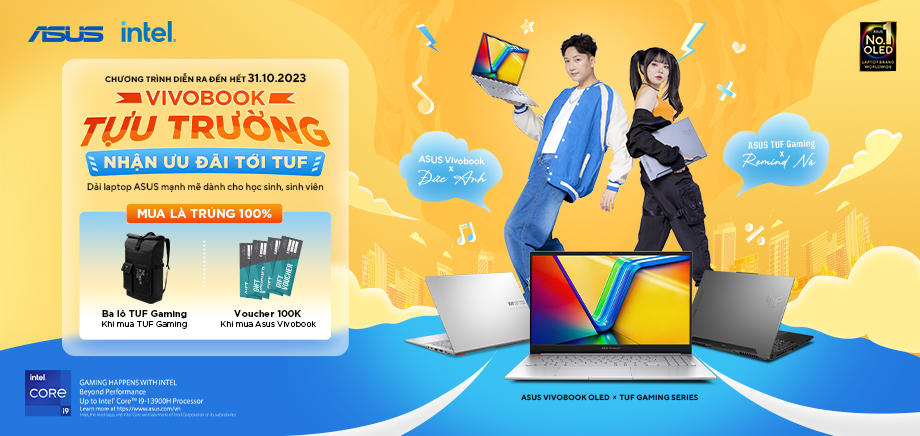 ASUS intel.
CHƯƠNG TRÌNH DIỄN RA ĐẾN HẾT 31.10.2023
VIVOBOOK
TỰU TRƯỜNG
NHẬN ƯU ĐÃI TỚI TUF
Dải laptop ASUS mạnh mẽ dành cho học sinh, sinh viên
MUA LÀ TRÚNG 100%
Ba lô TUF Gaming
Khi mua TUF Gaming
GIFT VOUCHER
Voucher 100K
Khi mua Asus Vivobook
intel
CORE
i9
GAMING HAPPENS WITH INTEL
Beyond Performance
Up to Intel® Core™ i9-13900H Processor
Learn more at https://www.asus.com/vn
ASUS Vivobook
x
Đức Anh
ASUS TUF Gaming
x
Remind Nè
ASUS
No.1
OLED
LAPTOP BRAND
WORLDWIDE
ASUS VIVOBOOK OLED × TUF GAMING SERIES